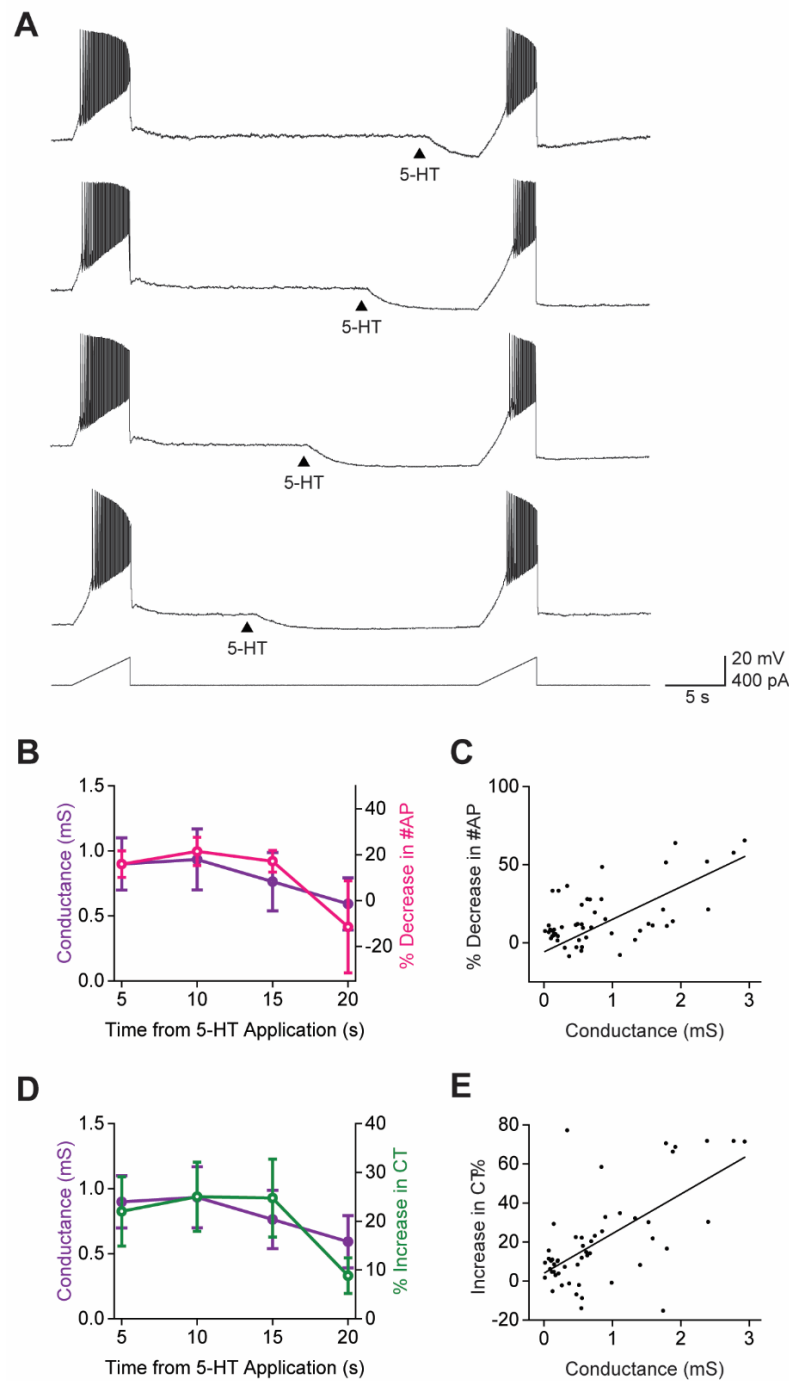 A
5-HT
5-HT
5-HT
5-HT
20 mV
400 pA
5 s
B
1.5
1.0
0.5
0.0
Conductance (mS)
40
20
0
-20
% Decrease in #AP
5 10 15 20
Time from 5-HT Application (s)
C
100
50
0
% Decrease in #AP
0 1 2 3
Conductance (mS)
D
1.5
1.0
0.5
0.0
Conductance (mS)
40
30
20
10
0
% Increase in CT
5 10 15 20
Time from 5-HT Application (s)
E
80
60
40
20
0
-20
Increase in CT%
0 1 2 3
Conductance (mS)